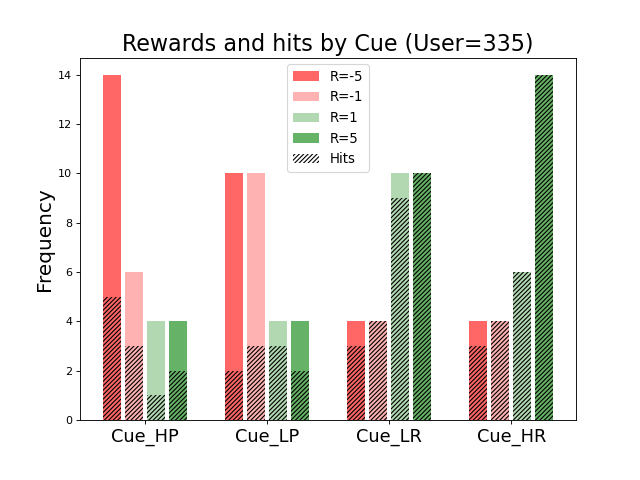 Rewards and hits by Cue (User=335)
R=-5
R=-1
R=1
R=5
Hits
Frequency
14
12
10
8
6
4
2
0
Cue_HP
Cue_LP
Cue_LR
Cue_HR